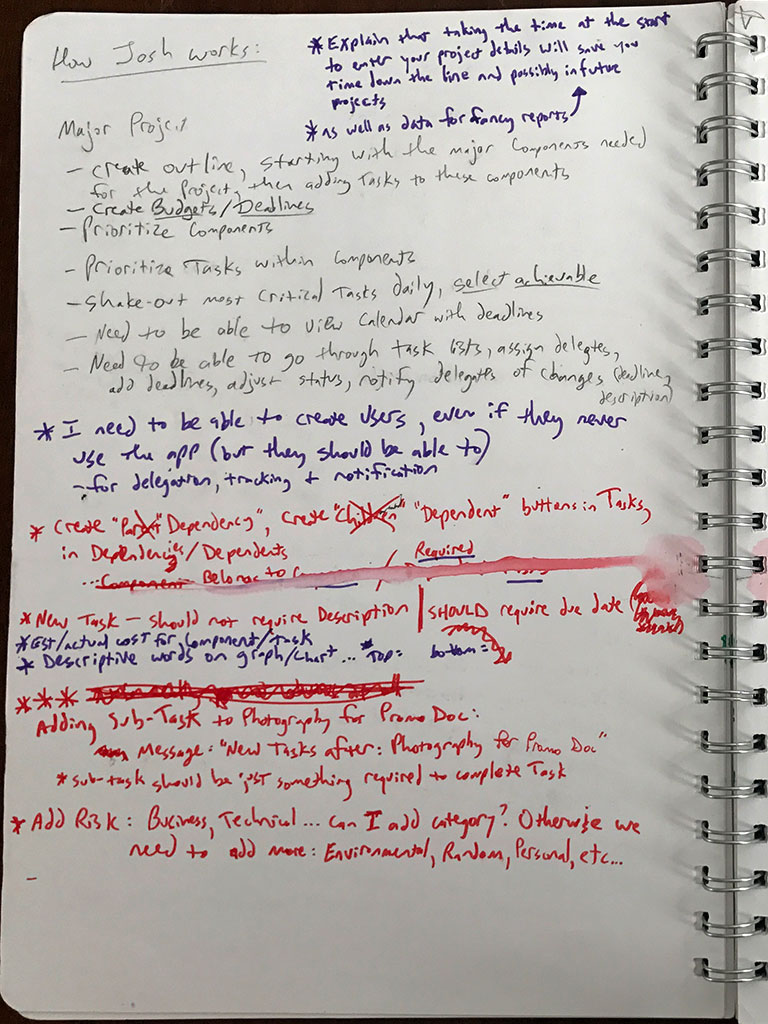 How Josh works:
* Explain that taking the time at the start
to enter your project details will save you
time down the line and possibly in future
projects
* As well as data for fancy reports
Major Project
- Create outline, starting with the major components needed
for the project, then adding Tasks to these components
- Create Budgets/Deadlines
- Prioritize Components
- Prioritize Tasks within components
- Shake-out most critical Tasks daily, select achievable
- Need to be able to view calendar with deadlines
- Need to be able to go through task lists, assign delegates,
add deadlines, adjust status, notify delegates of changes (deadline,
description)
* I need to be able to create users, even if they never
use the app (but they should be able to)
- for delegation, tracking + notification
* Create "Parent" Dependency", create "Children" "Dependent" buttons in Tasks,
in Dependencies/Dependents
Required
... Component Belongs to
* New Task - should not require Description | SHOULD require due date
* Est/actual cost for component/task
* Descriptive words on graph/chart ... * Top= bottom=
***
Adding Sub-Task to Photography for Promo Doc:
Message: "New Tasks after: Photography for Promo Doc"
* sub-task should be just something required to complete Task
* Add Risk: Business, Technical ... can I add category? Otherwise we
need to add more: Environmental, Random, Personal, etc...
-